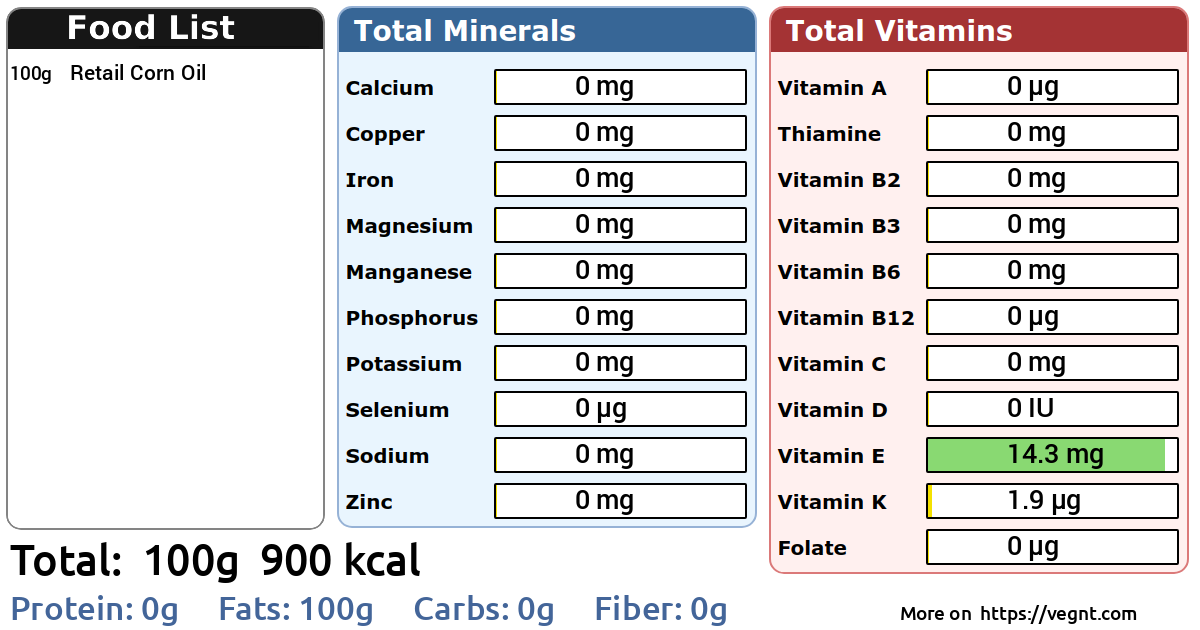 Food List
100g Retail Corn Oil
Total Minerals
Calcium 0 mg
Copper 0 mg
Iron 0 mg
Magnesium 0 mg
Manganese 0 mg
Phosphorus 0 mg
Potassium 0 mg
Selenium 0 µg
Sodium 0 mg
Zinc 0 mg
Total Vitamins
Vitamin A 0 µg
Thiamine 0 mg
Vitamin B2 0 mg
Vitamin B3 0 mg
Vitamin B6 0 mg
Vitamin B12 0 µg
Vitamin C 0 mg
Vitamin D 0 IU
Vitamin E 14.3 mg
Vitamin K 1.9 µg
Folate 0 µg
Total: 100g 900 kcal
Protein: 0g Fats: 100g Carbs: 0g Fiber: 0g
More on https://vegnt.com